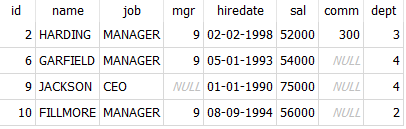 id name job mgr hiredate sal comm dept
2 HARDING MANAGER 9 02-02-1998 52000 300 3
6 GARFIELD MANAGER 9 05-01-1993 54000 NULL 4
9 JACKSON CEO NULL 01-01-1990 75000 NULL 4
10 FILLMORE MANAGER 9 08-09-1994 56000 NULL 2